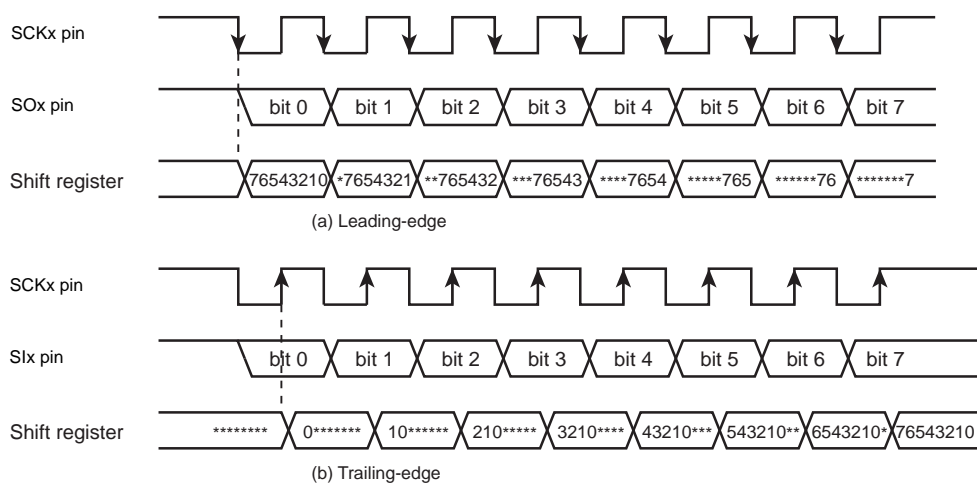 SCKx pin
SOx pin bit 0 bit 1 bit 2 bit 3 bit 4 bit 5 bit 6 bit 7
Shift register 76543210 *7654321 **765432 ***76543 ****7654 *****765 ******76 *******7
(a) Leading-edge
SCKx pin
SIx pin bit 0 bit 1 bit 2 bit 3 bit 4 bit 5 bit 6 bit 7
Shift register ******** 0******* 10****** 210***** 3210**** 43210*** 543210** 6543210* 76543210
(b) Trailing-edge